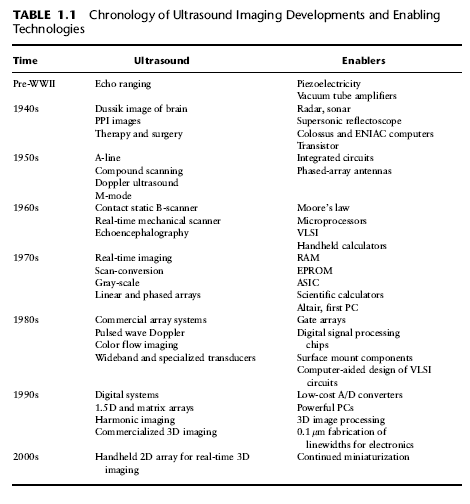 TABLE 1.1 Chronology of Ultrasound Imaging Developments and Enabling
Technologies
Time Ultrasound Enablers
Pre-WWII Echo ranging Piezoelectricity
Vacuum tube amplifiers
1940s Dussik image of brain Radar, sonar
PPI images Supersonic reflectoscope
Therapy and surgery Colossus and ENIAC computers
Transistor
1950s A-line Integrated circuits
Compound scanning Phased-array antennas
Doppler ultrasound
M-mode
1960s Contact static B-scanner Moore's law
Real-time mechanical scanner Microprocessors
Echoencephalography VLSI
Handheld calculators
1970s Real-time imaging RAM
Scan-conversion EPROM
Gray-scale ASIC
Linear and phased arrays Scientific calculators
Altair, first PC
1980s Commercial array systems Gate arrays
Pulsed wave Doppler Digital signal processing
Color flow imaging chips
Wideband and specialized transducers Surface mount components
Computer-aided design of VLSI
circuits
1990s Digital systems Low-cost A/D converters
1.5D and matrix arrays Powerful PCs
Harmonic imaging 3D image processing
Commercialized 3D imaging 0.1 μm fabrication of
linewidths for electronics
2000s Handheld 2D array for real-time 3D Continued miniaturization
imaging